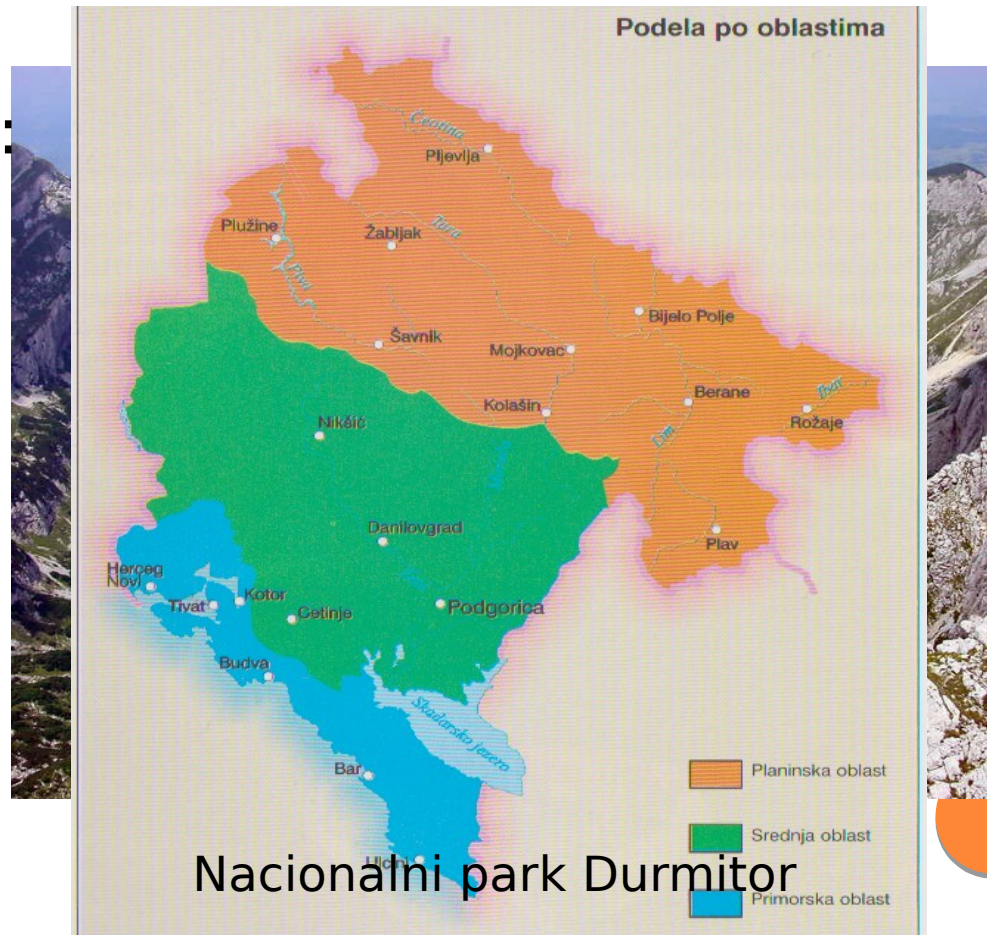 Podela po oblastima
Čeotina
Pljevlja
Plužine
Žabljak
Tara
Piva
Šavnik
Bijelo Polje
Mojkovac
Berane
Ibar
Kolašin
Rožaje
Nikšić
Lim
Danilovgrad
Plav
Herceg
Novi
Kotor
Tivat
Cetinje
Podgorica
Budva
Skadarsko jezero
Bar
Planinska oblast
Srednja oblast
Ulcinj
Nacionalni park Durmitor
Primorska oblast